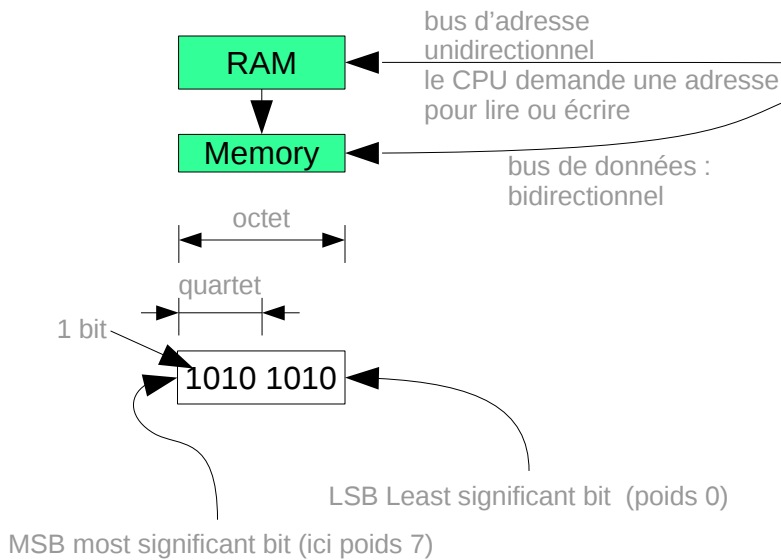 bus d’adresse
unidirectionnel
le CPU demande une adresse
pour lire ou écrire
RAM
Memory
bus de données :
bidirectionnel
octet
quartet
1 bit
1010 1010
LSB Least significant bit  (poids 0)
MSB most significant bit (ici poids 7)